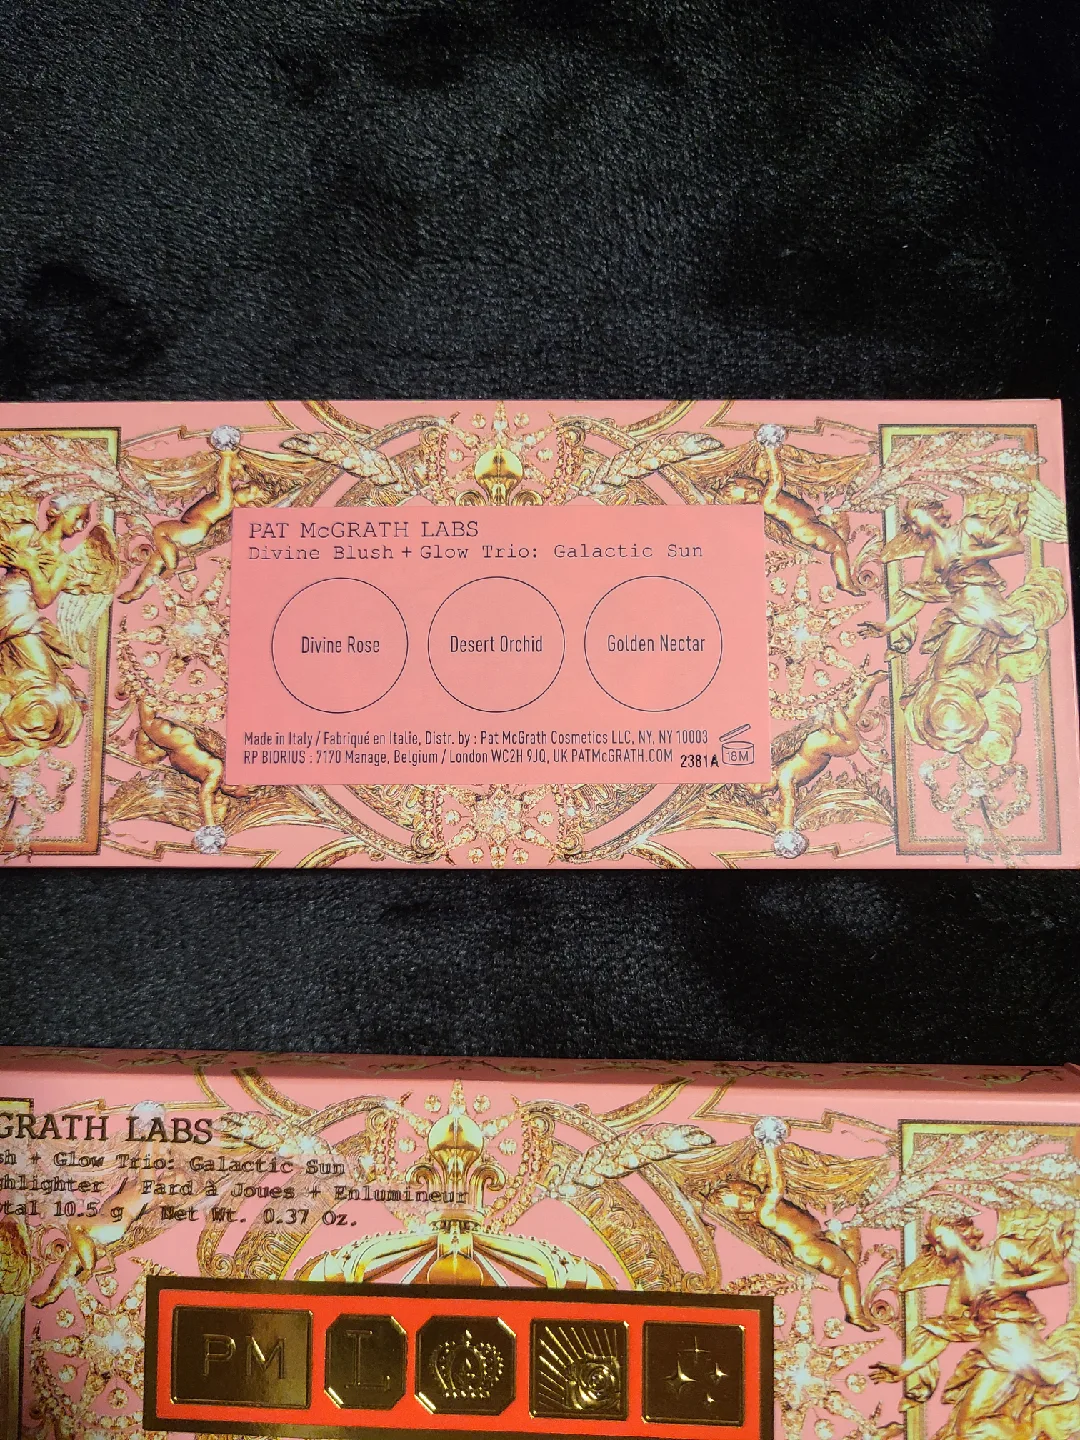 PAT McGRATH LABS
Divine Blush + Glow Trio: Galactic Sun
Divine Rose
Desert Orchid
Golden Nectar
Made in Italy / Fabriqué en Italie, Distr. by : Pat McGrath Cosmetics LLC, NY, NY 10003
RP BIORIUS : 7170 Manage, Belgium / London WC2H 9JQ, UK PATMcGRATH.COM
2381A
18M
GRATH LABS
sh + Glow Trio: Galactic Sun
ghlighter / Fard à Joues + Enlumineur
otal 10.5 g / Net Wt. 0.37 Oz.
PM L